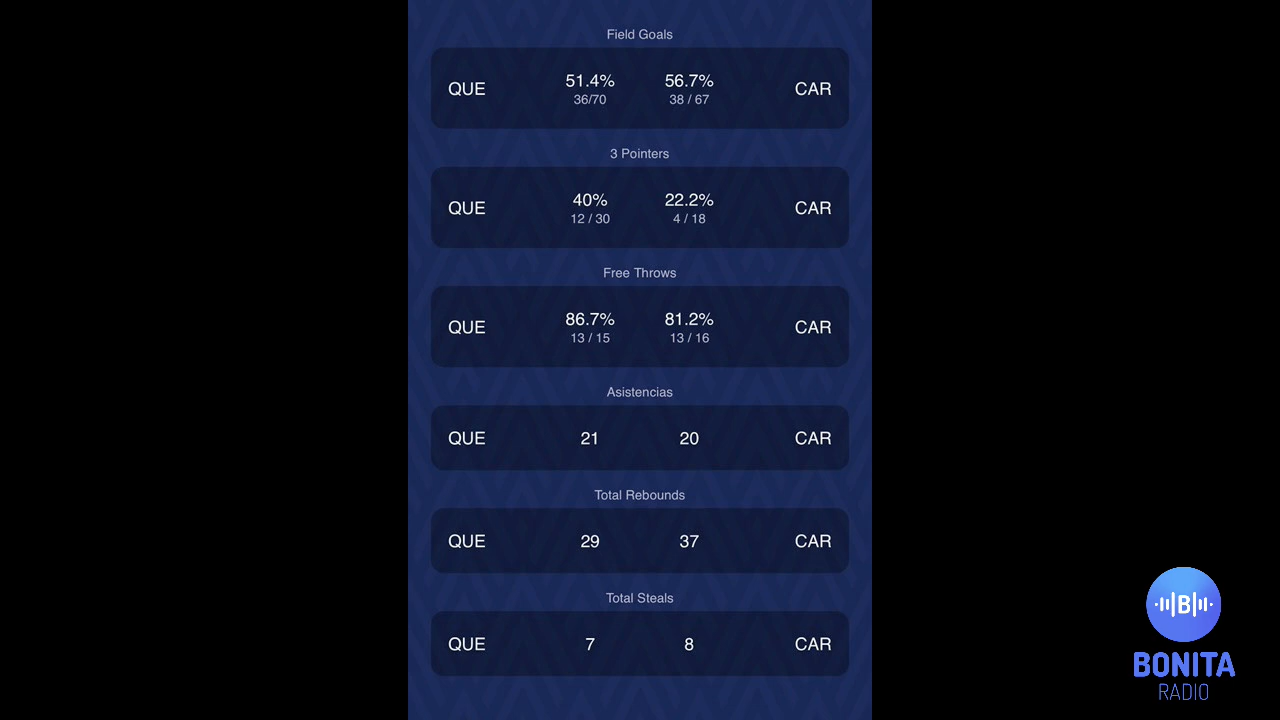 Field Goals
QUE 51.4% 56.7% CAR
36/70 38 / 67
3 Pointers
QUE 40% 22.2% CAR
12 / 30 4 / 18
Free Throws
QUE 86.7% 81.2% CAR
13 / 15 13 / 16
Asistencias
QUE 21 20 CAR
Total Rebounds
QUE 29 37 CAR
Total Steals
QUE 7 8 CAR
B
BONITA
RADIO